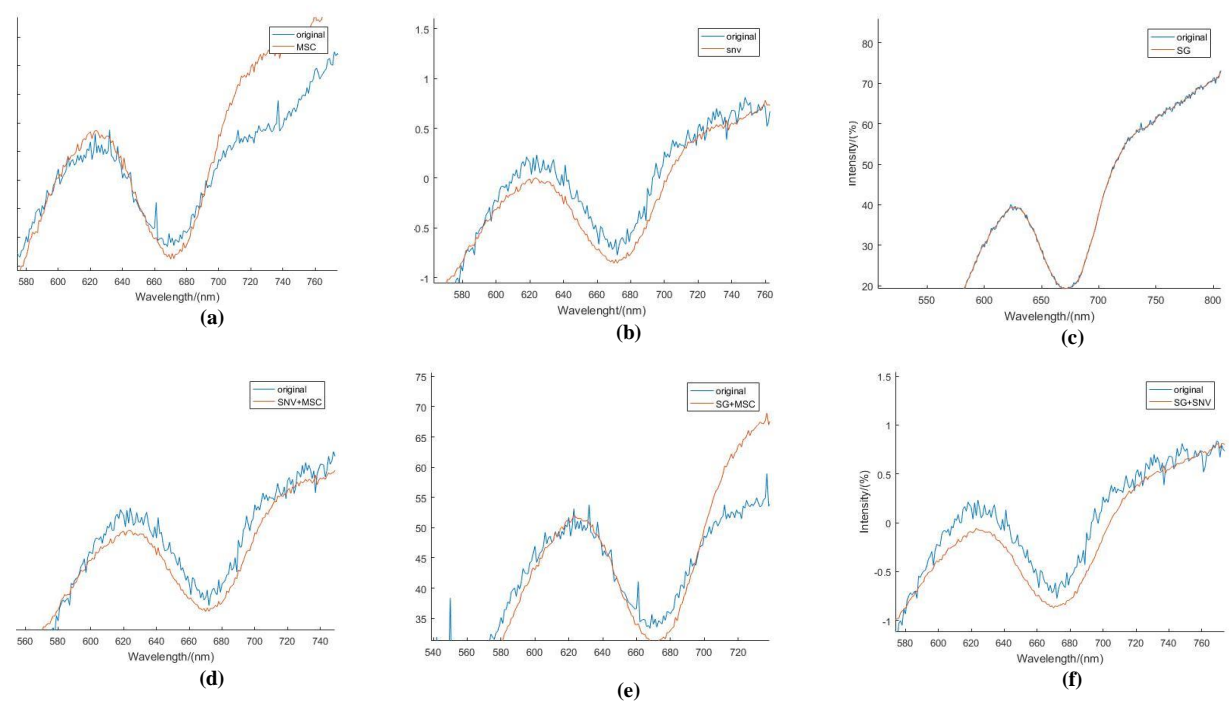 original
MSC
580 600 620 640 660 680 700 720 740 760
Wavelength/(nm)
(a)
1.5
1
0.5
0
-0.5
-1
original
snv
580 600 620 640 660 680 700 720 740 760
Wavelenght/(nm)
(b)
80
70
60
50
40
30
20
Intensity/(%)
original
SG
550 600 650 700 750 800
Wavelength/(nm)
(c)
original
SNV+MSC
560 580 600 620 640 660 680 700 720 740
Wavelength/(nm)
(d)
75
70
65
60
55
50
45
40
35
original
SG+MSC
540 560 580 600 620 640 660 680 700 720
(e)
1.5
1
0.5
0
-0.5
-1
Intensity/(%)
original
SG+SNV
580 600 620 640 660 680 700 720 740 760
Wavelength/(nm)
(f)